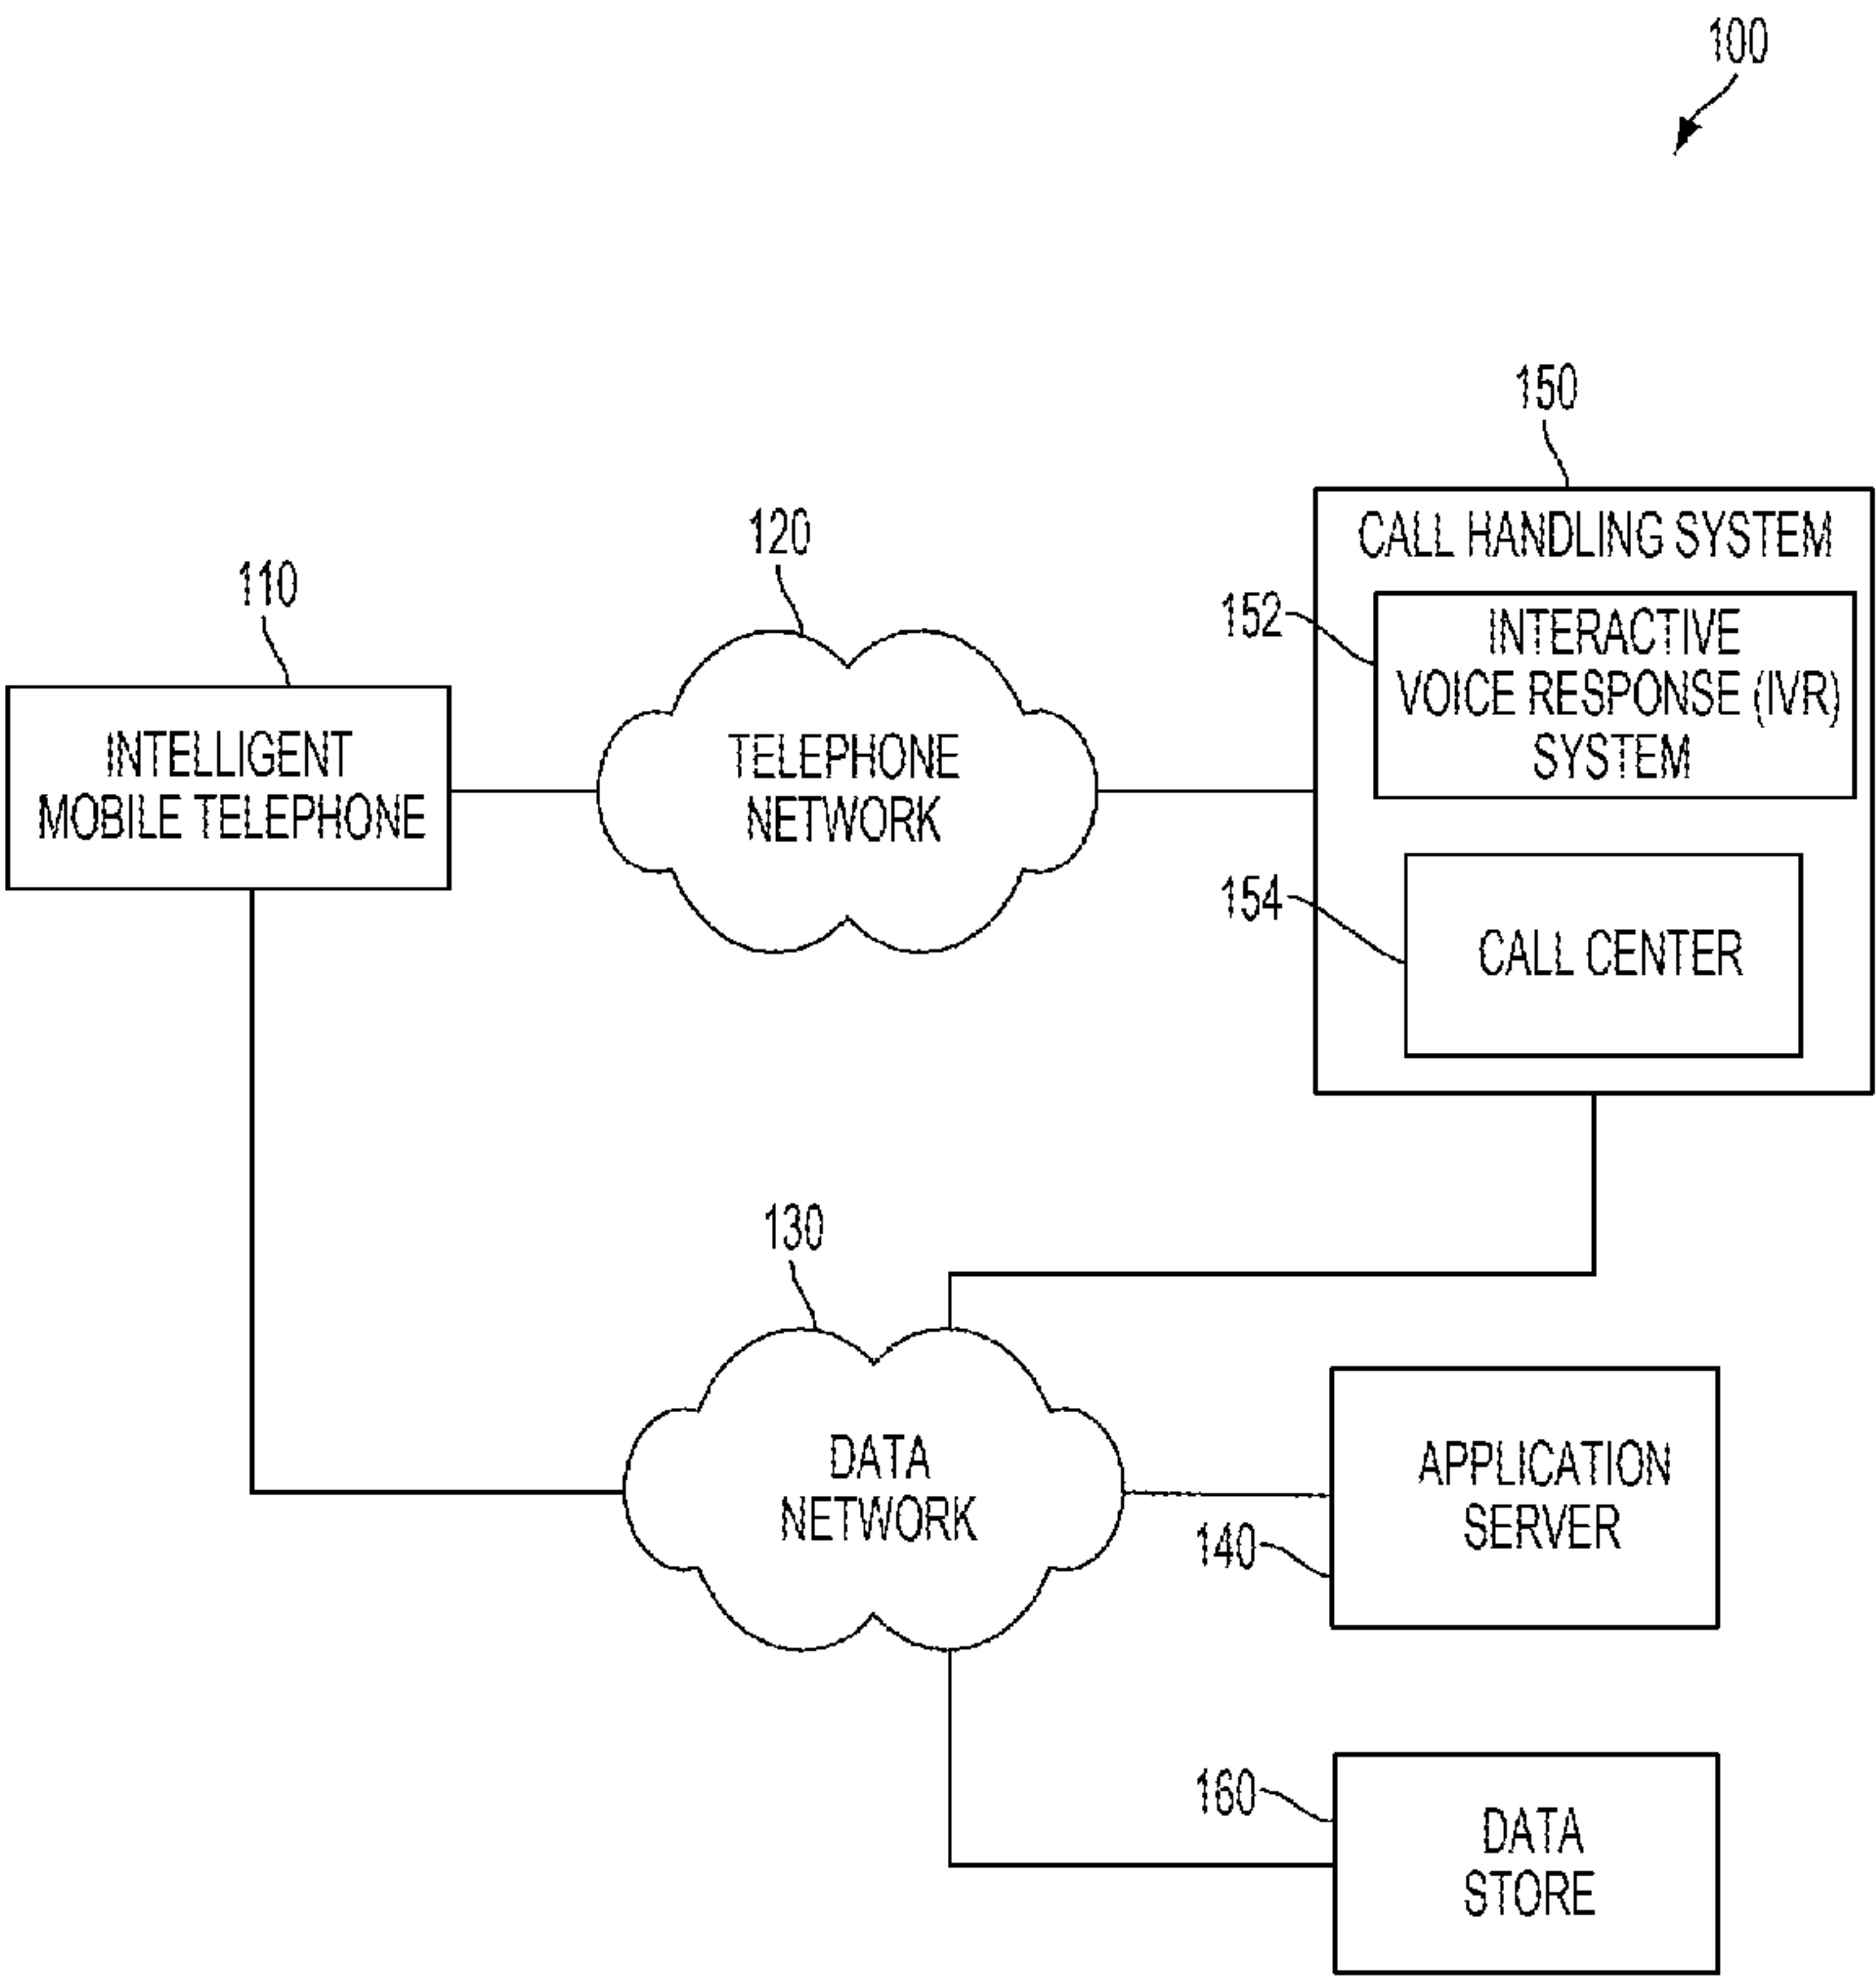 100
150
CALL HANDLING SYSTEM
152
INTERACTIVE
VOICE RESPONSE (IVR)
SYSTEM
120
110
TELEPHONE
NETWORK
INTELLIGENT
MOBILE TELEPHONE
154
CALL CENTER
130
DATA
NETWORK
APPLICATION
SERVER
140
160
DATA
STORE